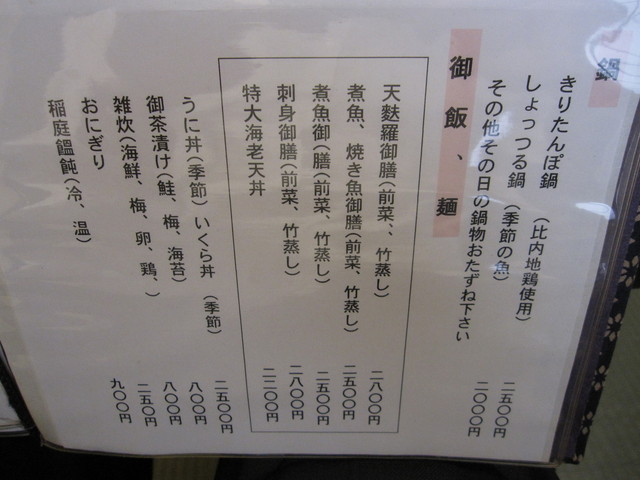 鍋
きりたんぽ鍋 (比内地鶏使用) 二五〇〇円
しょっつる鍋 (季節の魚) 二〇〇〇円
その他その日の鍋物おたずね下さい
御飯、麺
天麩羅御膳(前菜、、竹蒸し) 二八〇〇円
煮魚、焼き魚御膳(前菜、竹蒸し) 二五〇〇円
煮魚御(膳(前菜、竹蒸し) 二五〇〇円
刺身御膳(前菜、竹蒸し) 二八〇〇円
特大海老天丼 二二〇〇円
うに丼(季節)いくら丼 (季節) 二五〇〇円
御茶漬け(鮭、梅、海苔) 八〇〇円
雑炊(海鮮、梅、卵、鶏、) 八〇〇円
おにぎり 二五〇円
稲庭饂飩(冷、温) 九〇〇円